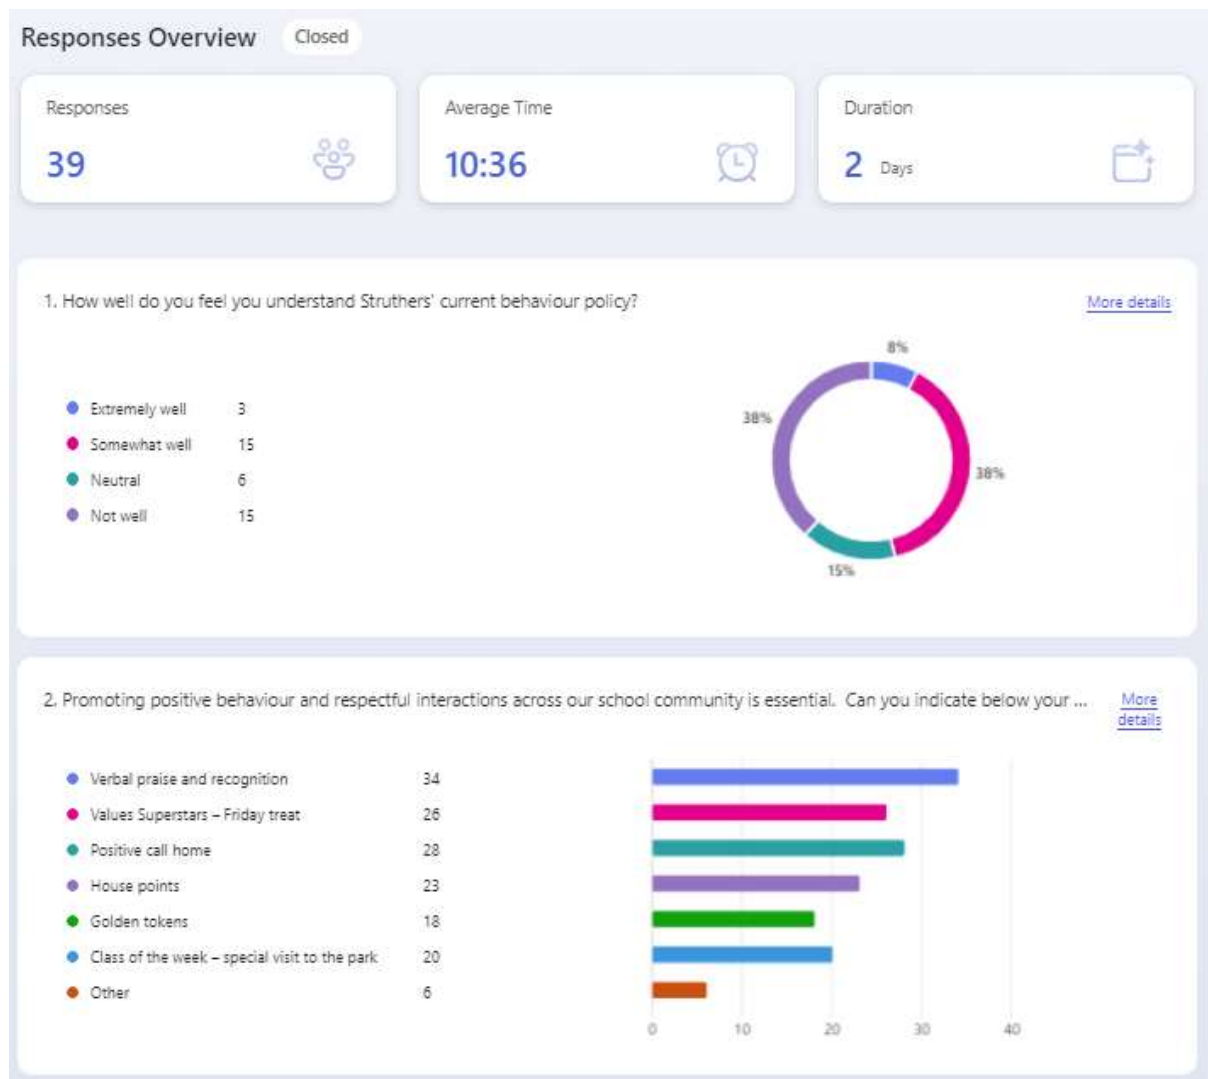 Responses Overview Closed
Responses
39
Average Time
10:36
Duration
2 Days
1. How well do you feel you understand Struthers' current behaviour policy?
More details
Extremely well 3
Somewhat well 15
Neutral 6
Not well 15
8%
38%
38%
15%
2. Promoting positive behaviour and respectful interactions across our school community is essential. Can you indicate below your ...
More
details
Verbal praise and recognition 34
Values Superstars – Friday treat 26
Positive call home 28
House points 23
Golden tokens 18
Class of the week – special visit to the park 20
Other 6
0 10 20 30 40